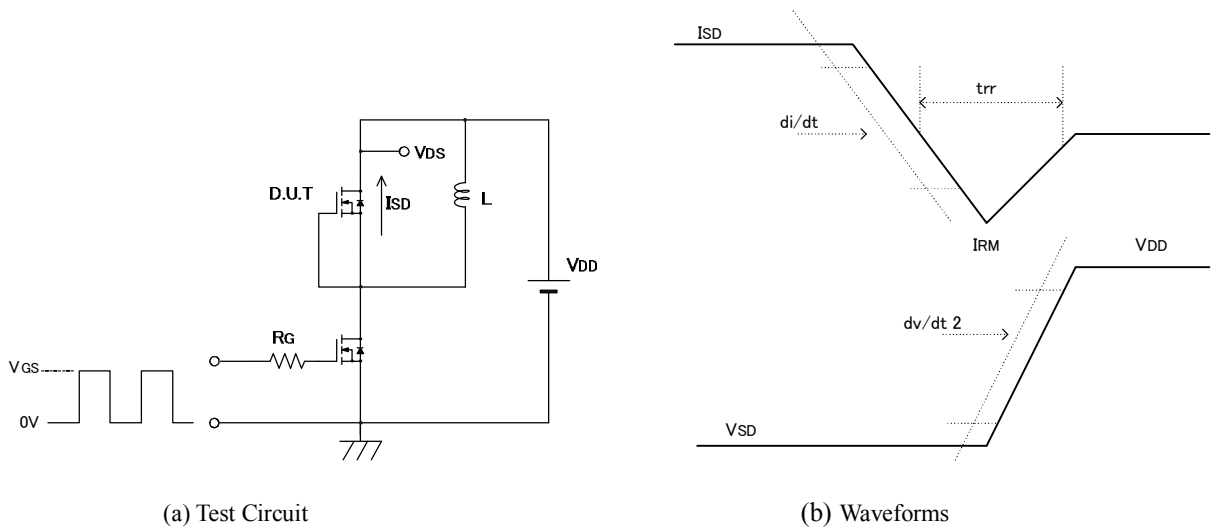 VDS
D.U.T
ISD
L
VDD
RG
VGS
0V
(a) Test Circuit
ISD
trr
di/dt
IRM
VDD
dv/dt 2
VSD
(b) Waveforms